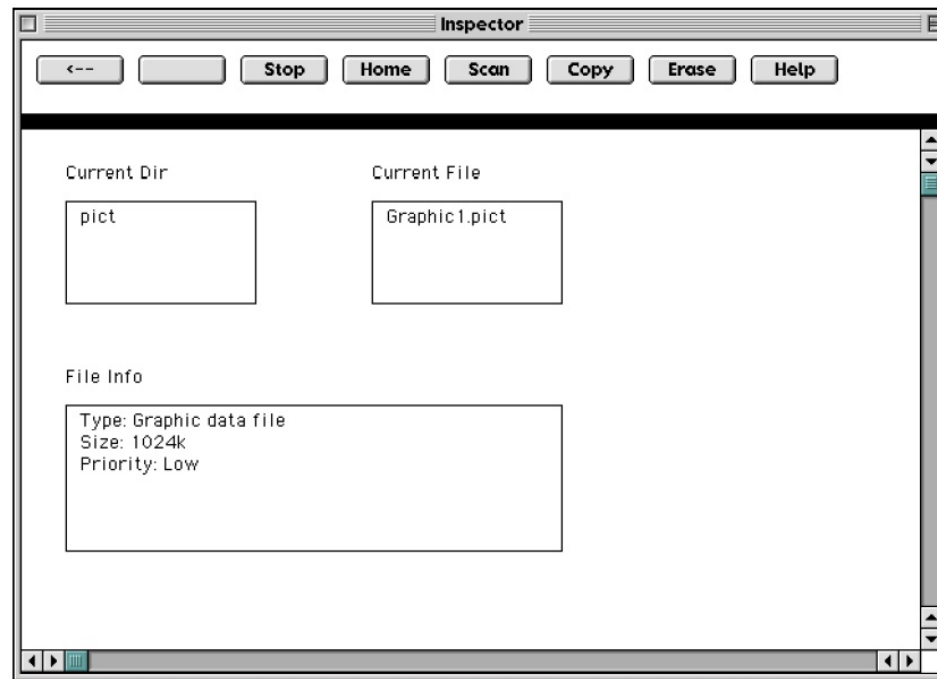 Inspector
<-- Stop Home Scan Copy Erase Help
Current Dir Current File
pict Graphic1.pict
File Info
Type: Graphic data file
Size: 1024k
Priority: Low